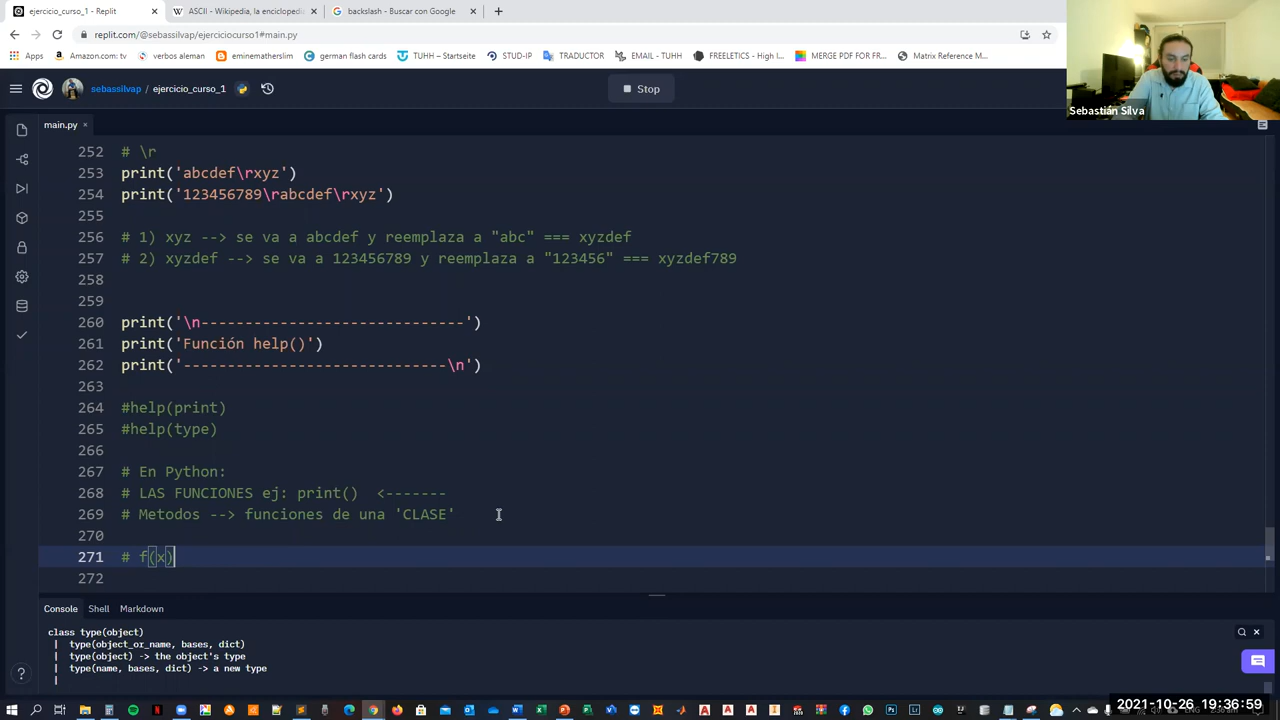 ejercicio_curso_1 - Replit
ASCII - Wikipedia, la enciclopedi
backslash - Buscar con Google
replit.com/@sebassilvap/ejerciciocurso1#main.py
Apps
Amazon.com: tv
verbos aleman
eninematherslim
german flash cards
TUHH – Startseite
STUD-IP
TRADUCTOR
EMAIL - TUHH
FREELETICS - High I...
MERGE PDF FOR FR...
Matrix Reference M...
sebassilvap / ejercicio_curso_1
Stop
Sebastián Silva
main.py
252 # \r
253 print('abcdef\rxyz')
254 print('123456789\rabcdef\rxyz')
255
256 # 1) xyz --> se va a abcdef y reemplaza a "abc" === xyzdef
257 # 2) xyzdef --> se va a 123456789 y reemplaza a "123456" === xyzdef789
258
259
260 print('\n------------------------------')
261 print('Función help()')
262 print('------------------------------\n')
263
264 #help(print)
265 #help(type)
266
267 # En Python:
268 # LAS FUNCIONES ej: print() <-------
269 # Metodos --> funciones de una 'CLASE'
270
271 # f(x)
272
Console
Shell
Markdown
class type(object)
| type(object_or_name, bases, dict)
| type(object) -> the object's type
| type(name, bases, dict) -> a new type
|
2021-10-26 19:36:59